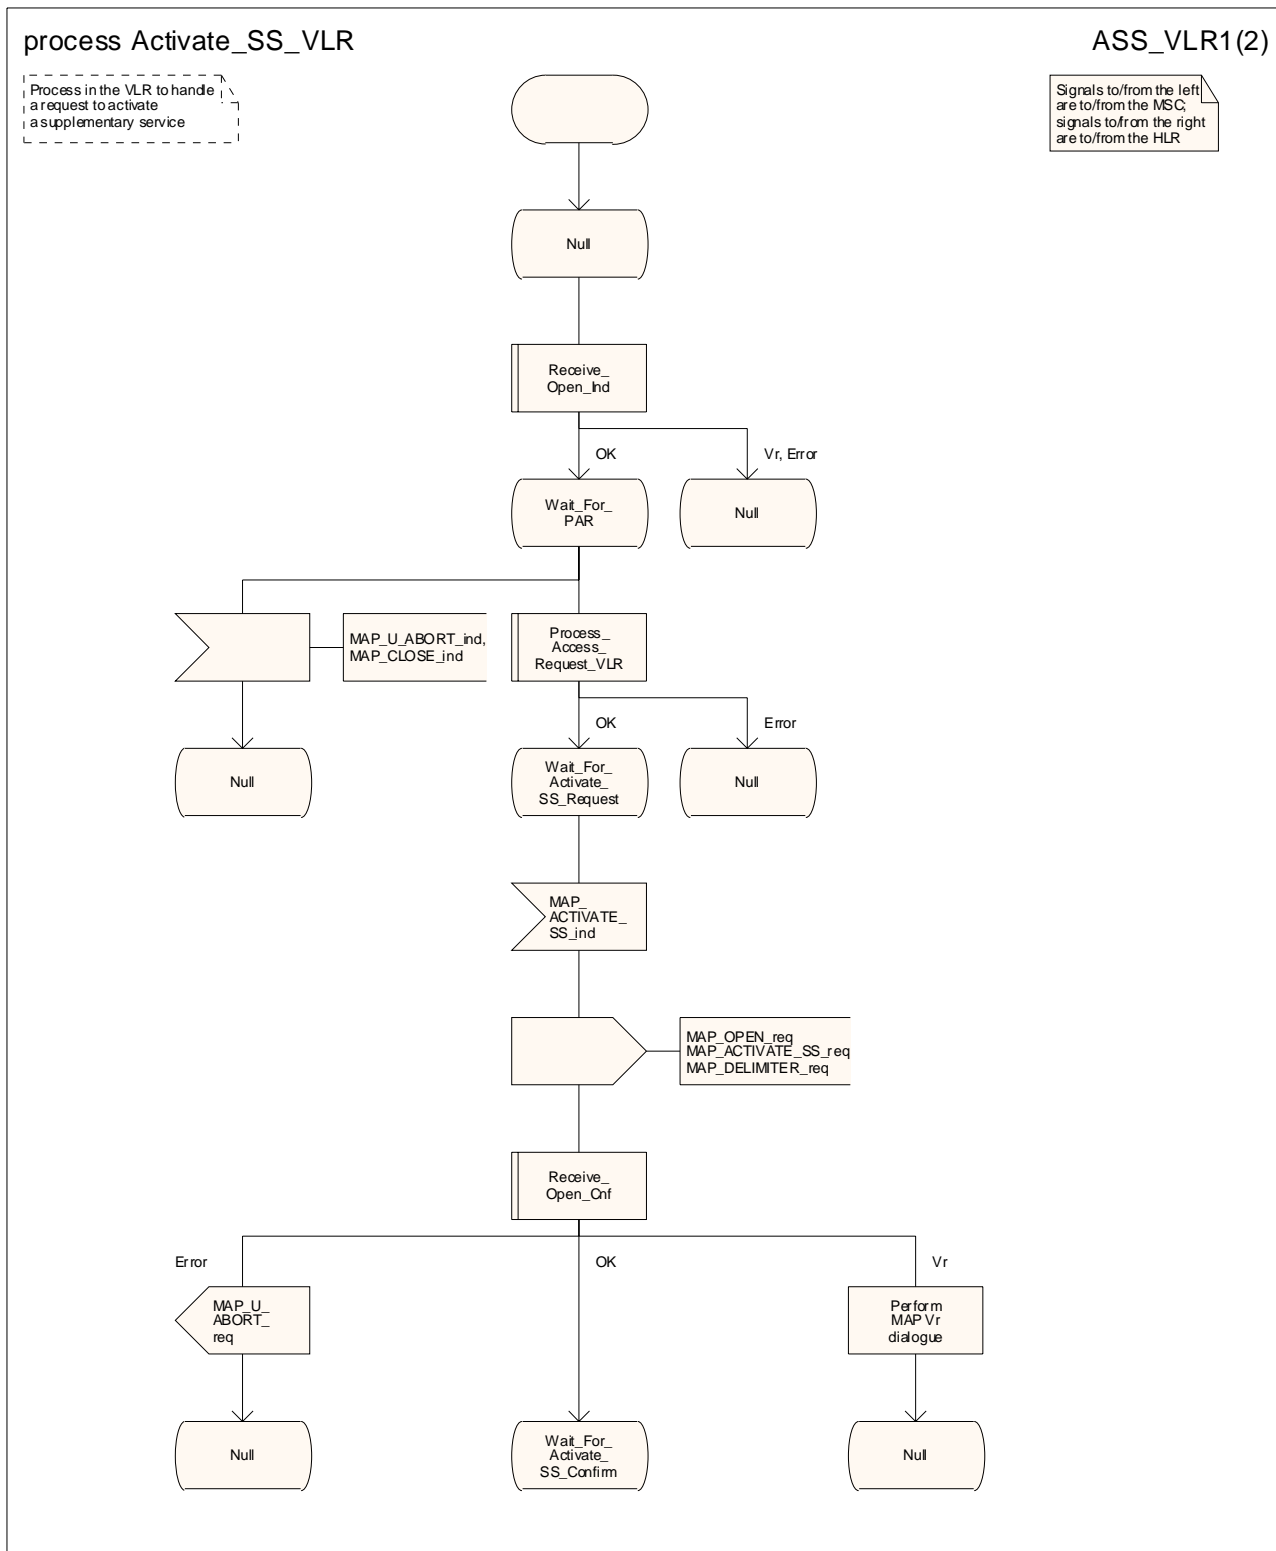 process Activate_SS_VLR
ASS_VLR1(2)
Process in the VLR to handle
a request to activate
a supplementary service
Signals to/from the left
are to/from the MSC;
signals to/from the right
are to/from the HLR
Null
Receive_
Open_Ind
OK
Vr, Error
Wait_For_
PAR
Null
MAP_U_ABORT_ind,
MAP_CLOSE_ind
Process_
Access_
Request_VLR
OK
Error
Null
Wait_For_
Activate_
SS_Request
Null
MAP_
ACTIVATE_
SS_ind
MAP_OPEN_req
MAP_ACTIVATE_SS_req
MAP_DELIMITER_req
Receive_
Open_Cnf
Error
OK
Vr
MAP_U_
ABORT_
req
Perform
MAP Vr
dialogue
Null
Wait_For_
Activate_
SS_Confirm
Null